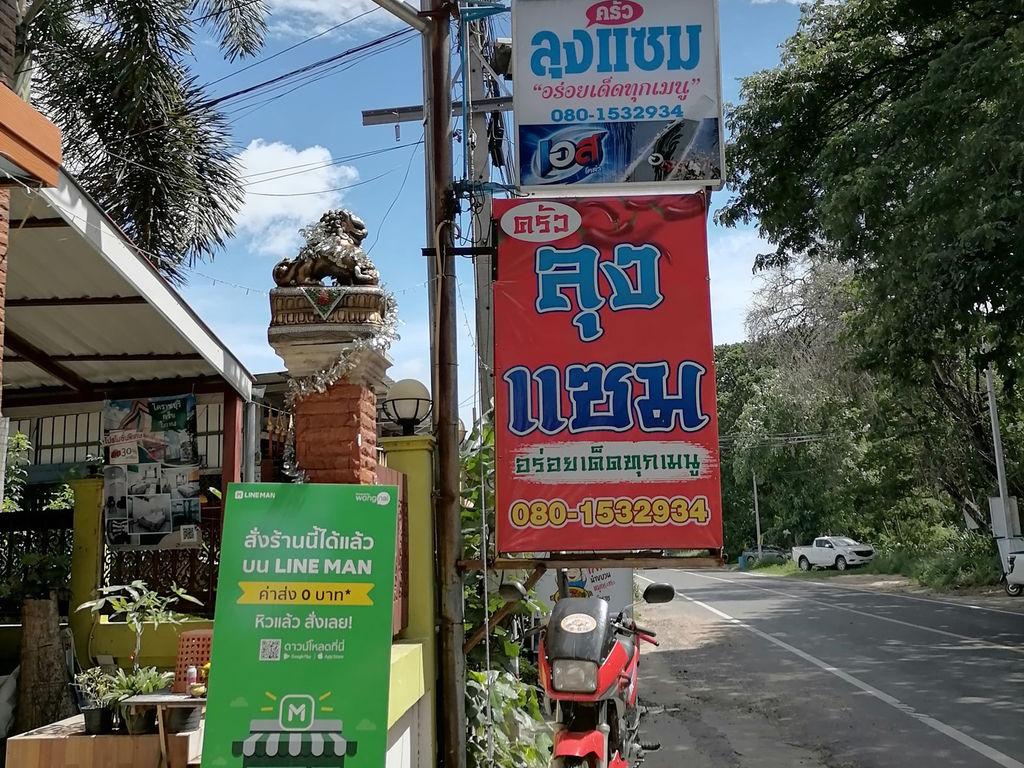 ครัว
ลุงแซม
"อร่อยเด็ดทุกเมนู"
080-1532934
เอส
ครัว
ลุง
แซม
อร่อยเด็ดทุกเมนู
080-1532934
LINE MAN
wongnai
สั่งร้านนี้ได้แล้ว
บน LINE MAN
ค่าส่ง 0 บาท*
หิวแล้ว สั่งเลย!
ดาวน์โหลดที่นี่
Google Play
App Store
M